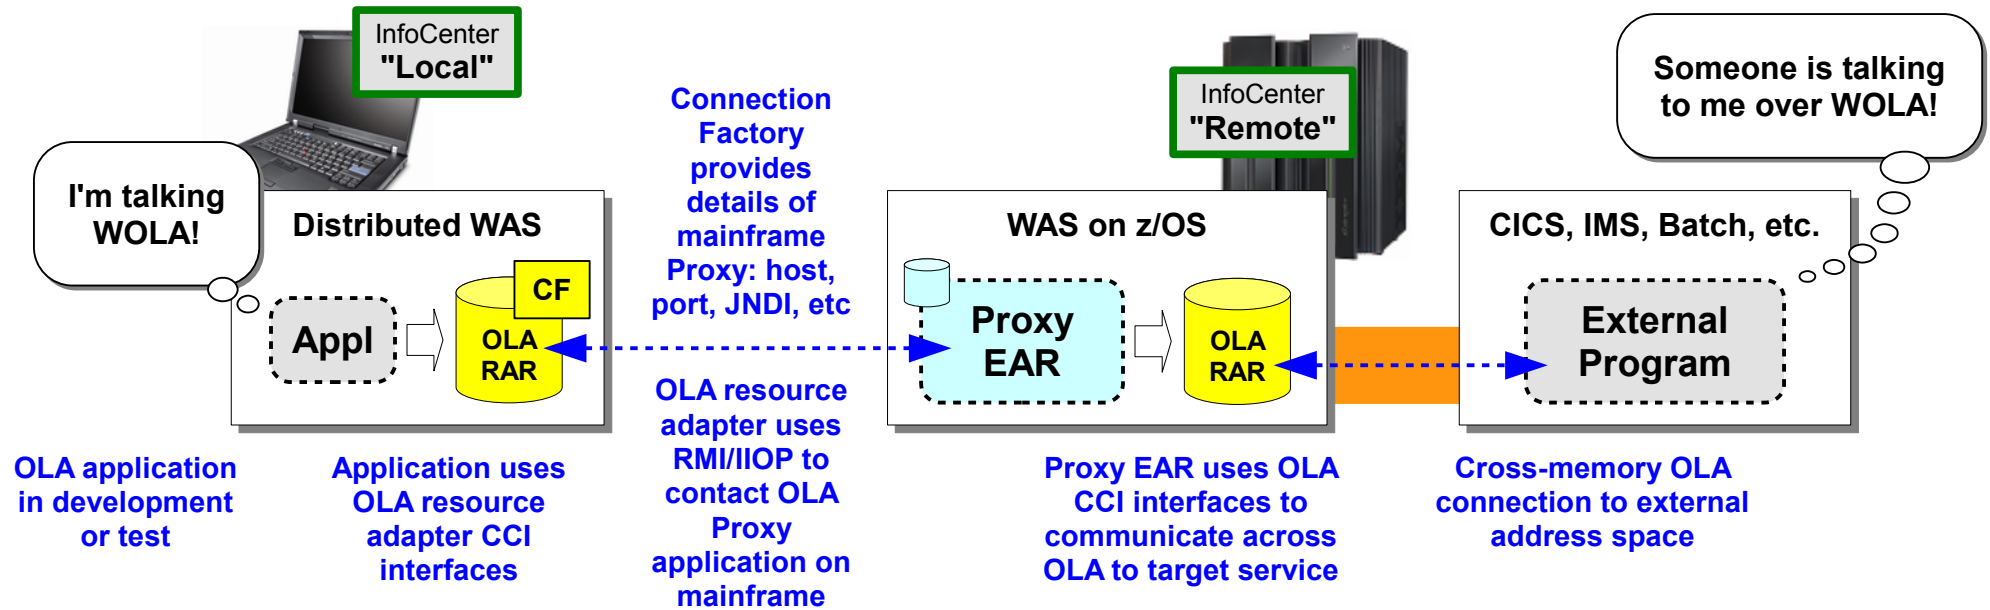 InfoCenter
"Local"
I'm talking
WOLA!
Distributed WAS
CF
Appl
OLA
RAR
OLA application
in development
or test
Application uses
OLA resource
adapter CCI
interfaces
Connection
Factory
provides
details of
mainframe
Proxy: host,
port, JNDI, etc
OLA resource
adapter uses
RMI/IIOP to
contact OLA
Proxy
application on
mainframe
InfoCenter
"Remote"
WAS on z/OS
Proxy
EAR
OLA
RAR
Proxy EAR uses OLA
CCI interfaces to
communicate across
OLA to target service
Someone is talking
to me over WOLA!
CICS, IMS, Batch, etc.
External
Program
Cross-memory OLA
connection to external
address space